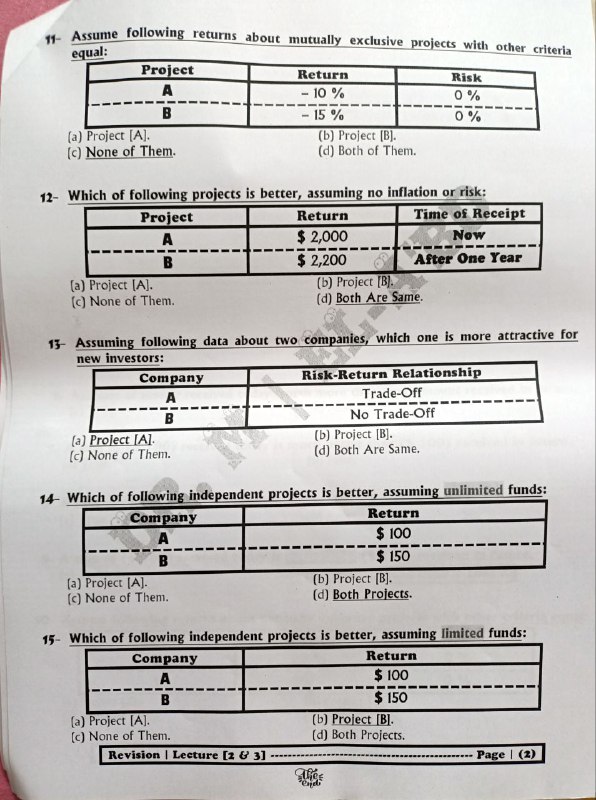 11- Assume following returns about mutually exclusive projects with other criteria
equal:
Project Return Risk
A – 10 % 0 %
B – 15 % 0 %
(a) Project [A]. (b) Project [B].
(c) None of Them. (d) Both of Them.
12- Which of following projects is better, assuming no inflation or risk:
Project Return Time of Receipt
A $ 2,000 Now
B $ 2,200 After One Year
(a) Project [A]. (b) Project [B].
(c) None of Them. (d) Both Are Same.
13- Assuming following data about two companies, which one is more attractive for
new investors:
Company Risk-Return Relationship
A Trade-Off
B No Trade-Off
(a) Project [A]. (b) Project [B].
(c) None of Them. (d) Both Are Same.
14- Which of following independent projects is better, assuming unlimited funds:
Company Return
A $ 100
B $ 150
(a) Project [A]. (b) Project [B].
(c) None of Them. (d) Both Projects.
15- Which of following independent projects is better, assuming limited funds:
Company Return
A $ 100
B $ 150
(a) Project [A]. (b) Project [B].
(c) None of Them. (d) Both Projects.
Revision | Lecture [2 & 3] Page | (2)
The
end